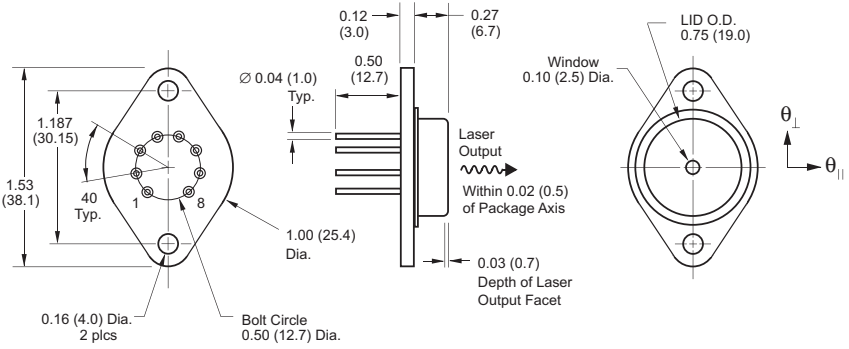 0.12
(3.0)
0.27
(6.7)
0.50
(12.7)
∅ 0.04 (1.0)
Typ.
1.187
(30.15)
1.53
(38.1)
40
Typ.
1
8
1.00 (25.4)
Dia.
0.16 (4.0) Dia.
2 plcs
Bolt Circle
0.50 (12.7) Dia.
Laser
Output
Within 0.02 (0.5)
of Package Axis
0.03 (0.7)
Depth of Laser
Output Facet
LID O.D.
0.75 (19.0)
Window
0.10 (2.5) Dia.
θ⊥
θ||